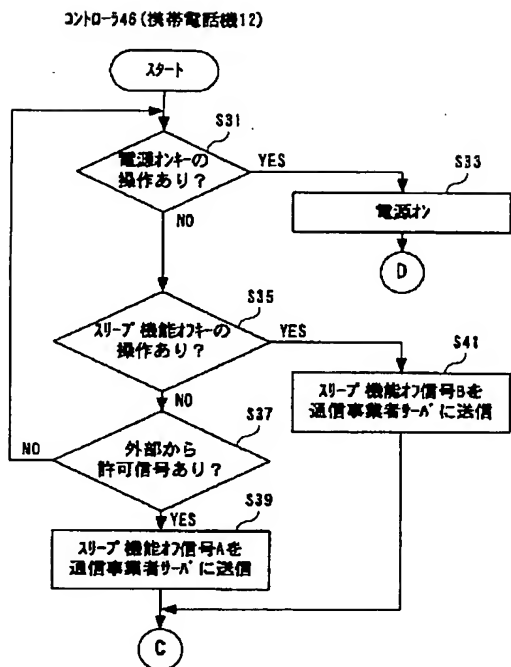 ｺﾝﾄﾛｰﾗ46(携帯電話機12)
ｽﾀｰﾄ
S31
電源ｵﾝｷｰの
操作あり？
YES
NO
S33
電源ｵﾝ
D
S35
ｽﾘｰﾌﾟ機能ｵﾌｷｰの
操作あり？
YES
NO
S41
ｽﾘｰﾌﾟ機能ｵﾌ信号Bを
通信事業者ｻｰﾊﾞに送信
S37
外部から
許可信号あり？
NO
YES
S39
ｽﾘｰﾌﾟ機能ｵﾌ信号Aを
通信事業者ｻｰﾊﾞに送信
C